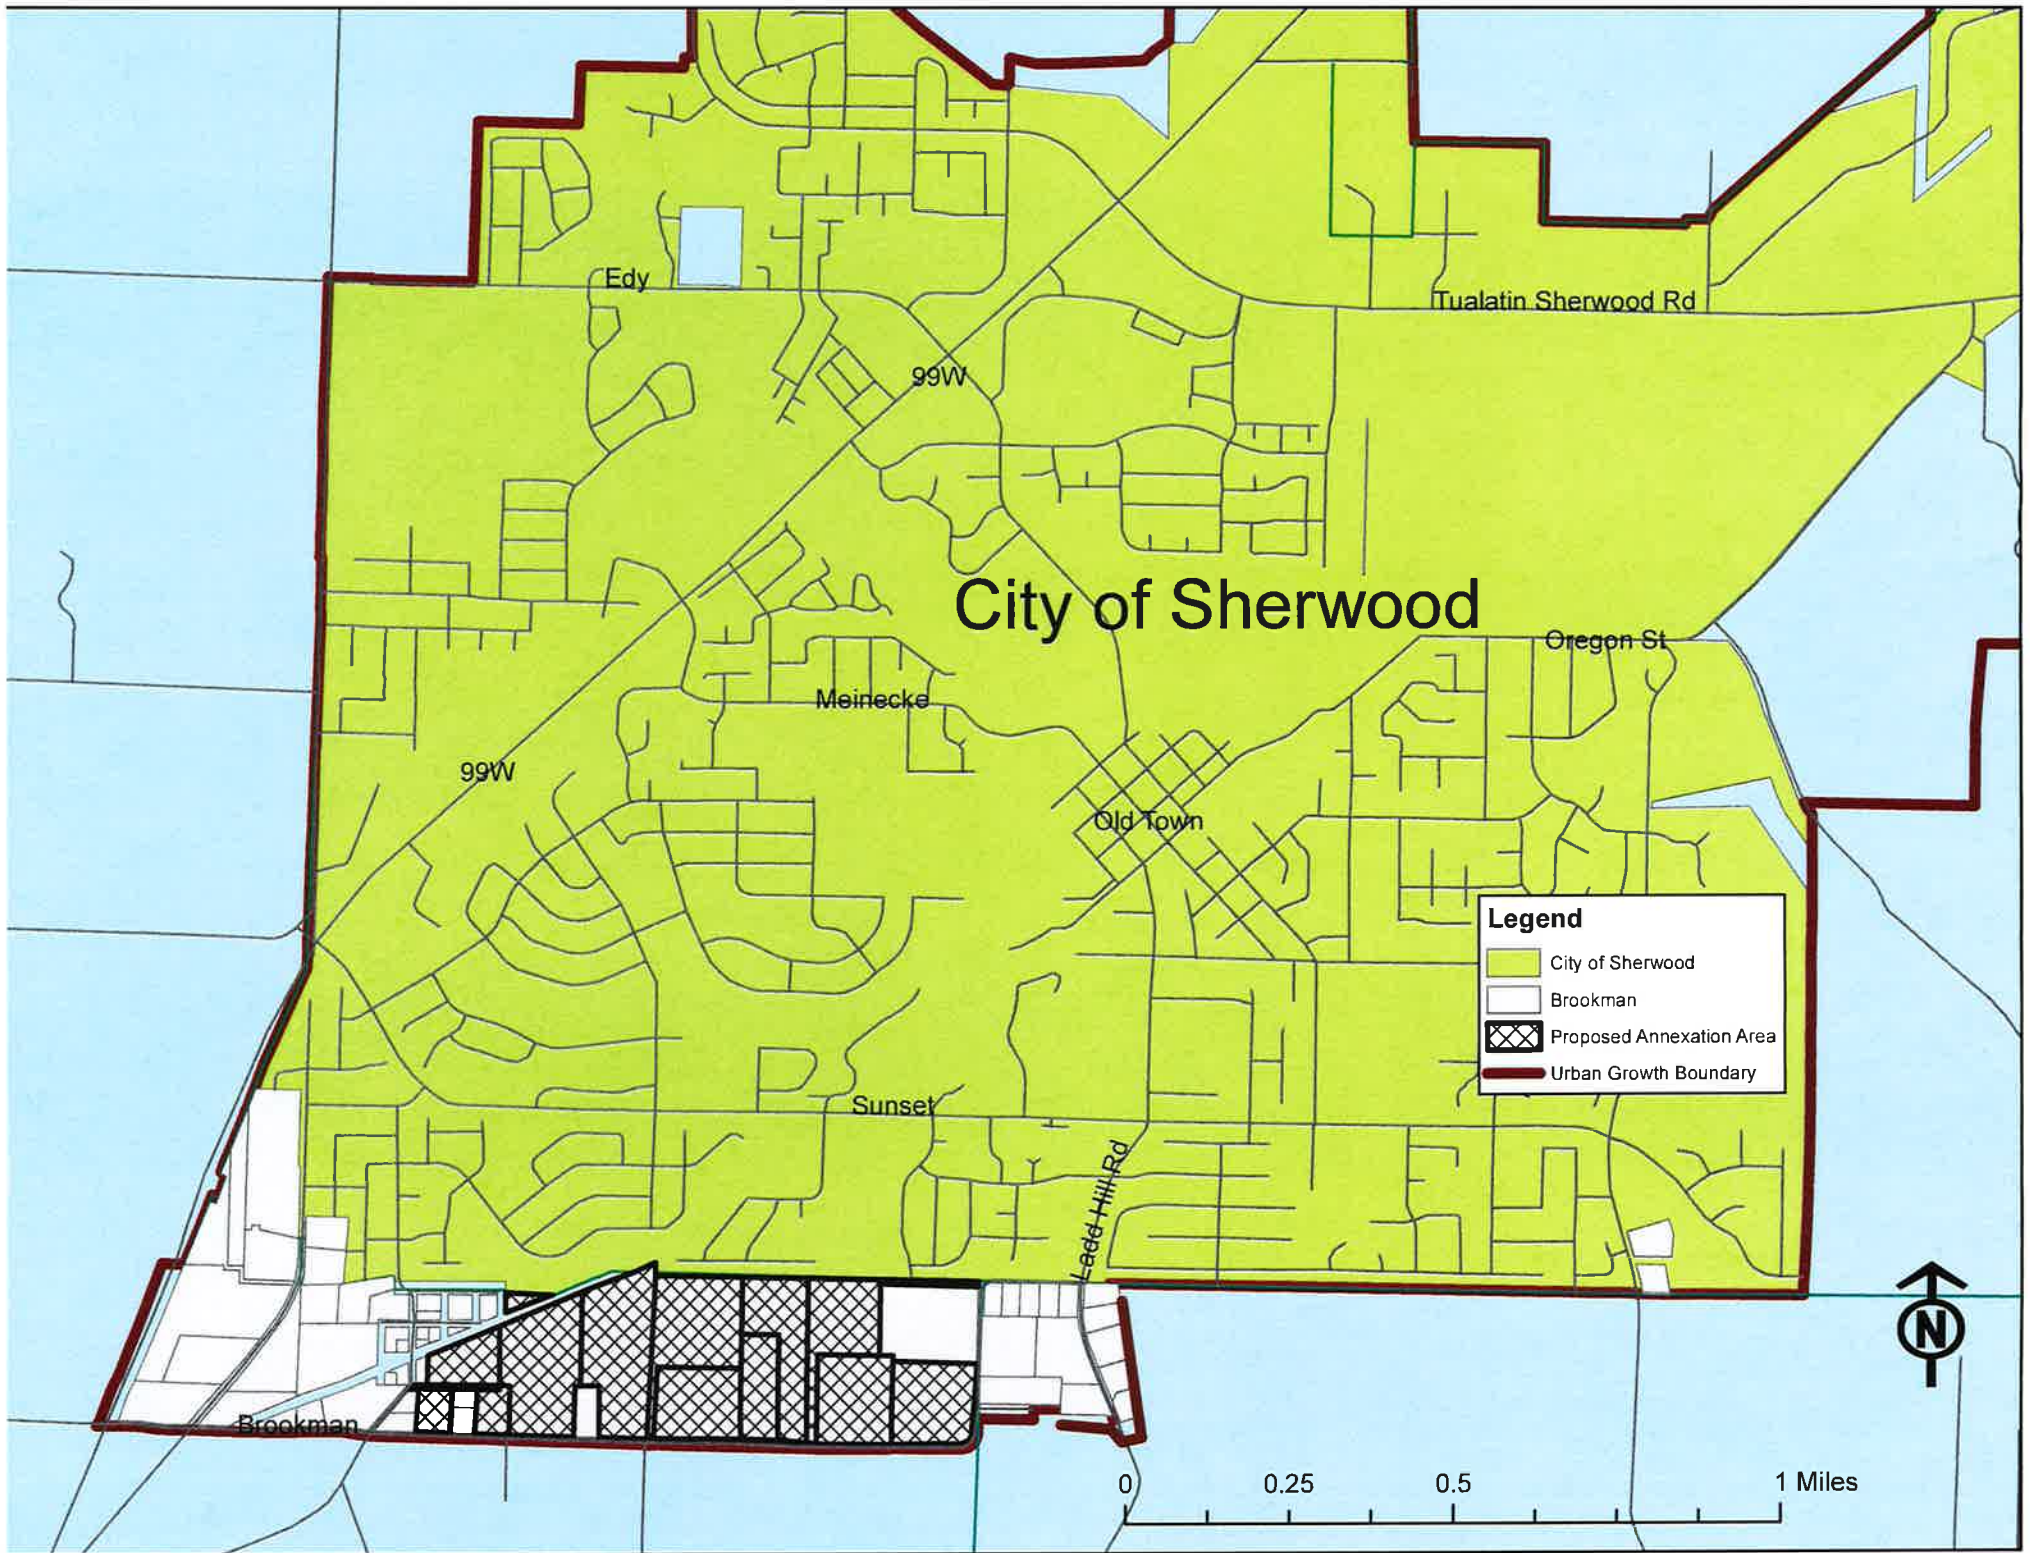 Edy
Tualatin Sherwood Rd
99W
City of Sherwood
Oregon St
Meinecke
99W
Old Town
Legend
City of Sherwood
Brookman
Proposed Annexation Area
Urban Growth Boundary
Sunset
Ladd Hill Rd
N
Brookman
0 0.25 0.5 1 Miles